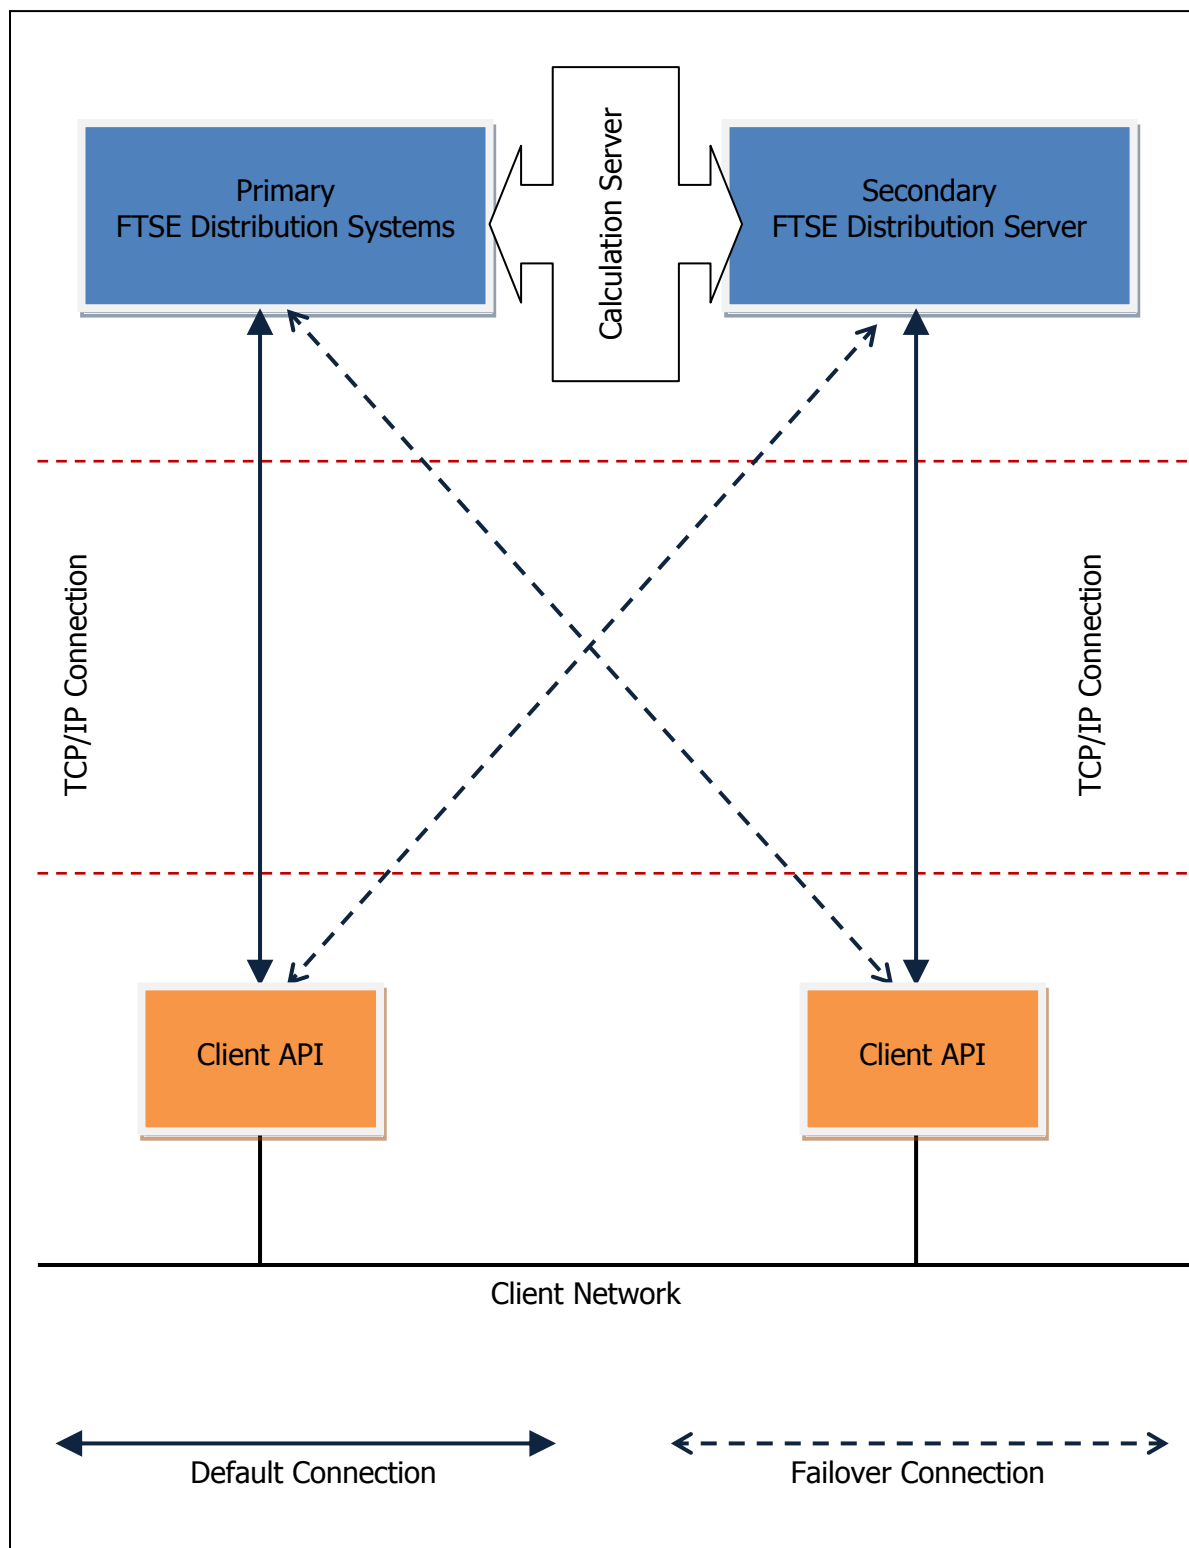 Primary
FTSE Distribution Systems
Calculation Server
Secondary
FTSE Distribution Server
TCP/IP Connection
TCP/IP Connection
Client API
Client API
Client Network
Default Connection
Failover Connection